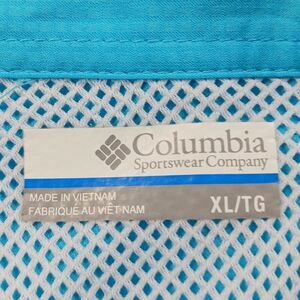 Columbia
Sportswear Company
MADE IN VIETNAM
FABRIQUÉ AU VIÊT-NAM
XL/TG